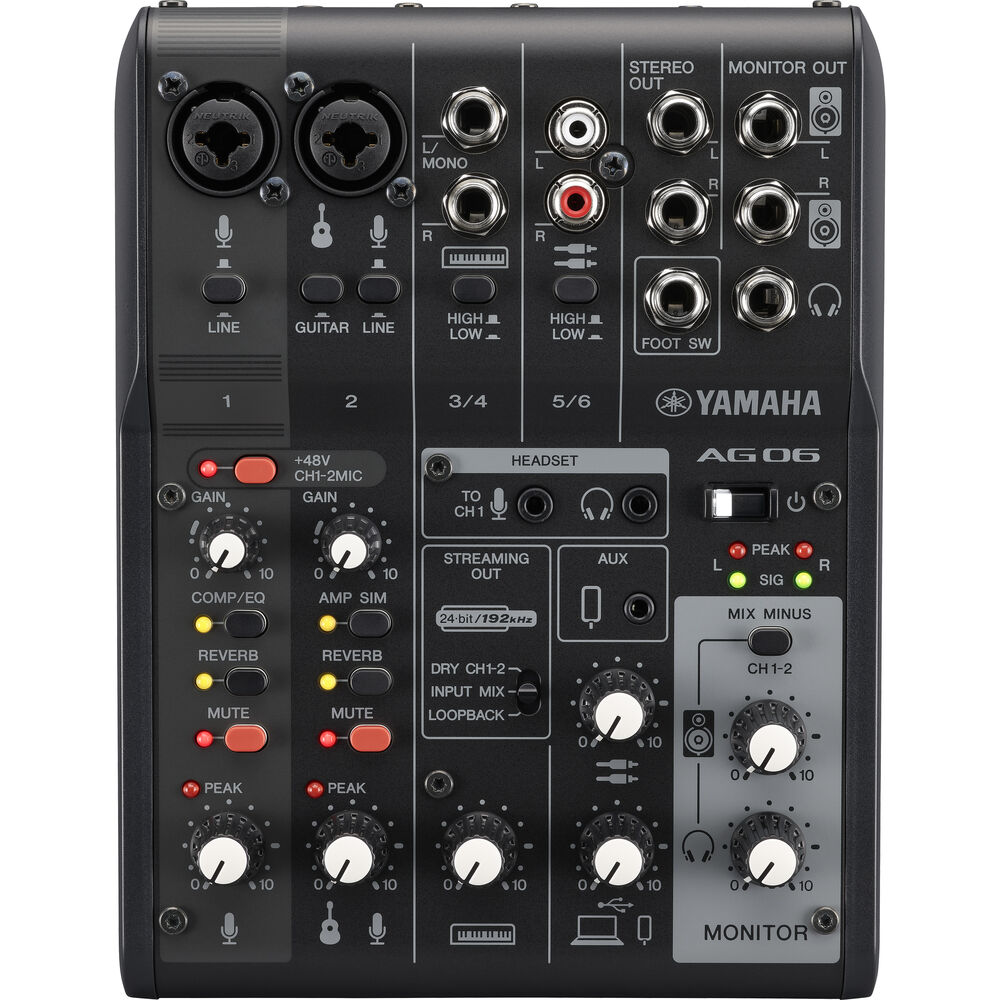 STEREO
OUT
MONITOR OUT
NEUTRIK
NEUTRIK
L/
MONO
L
L
L
R
R
R
R
LINE
GUITAR
LINE
HIGH
LOW
HIGH
LOW
FOOT SW
1
2
3/4
5/6
YAMAHA
AG06
+48V
CH1-2MIC
HEADSET
TO
CH1
GAIN
GAIN
0
10
0
10
STREAMING
OUT
AUX
PEAK
L
R
SIG
COMP/EQ
AMP SIM
24-bit/192kHz
MIX MINUS
CH1-2
REVERB
REVERB
DRY CH1-2
INPUT MIX
LOOPBACK
MUTE
MUTE
0
10
0
10
PEAK
PEAK
0
10
0
10
0
10
0
10
0
10
MONITOR